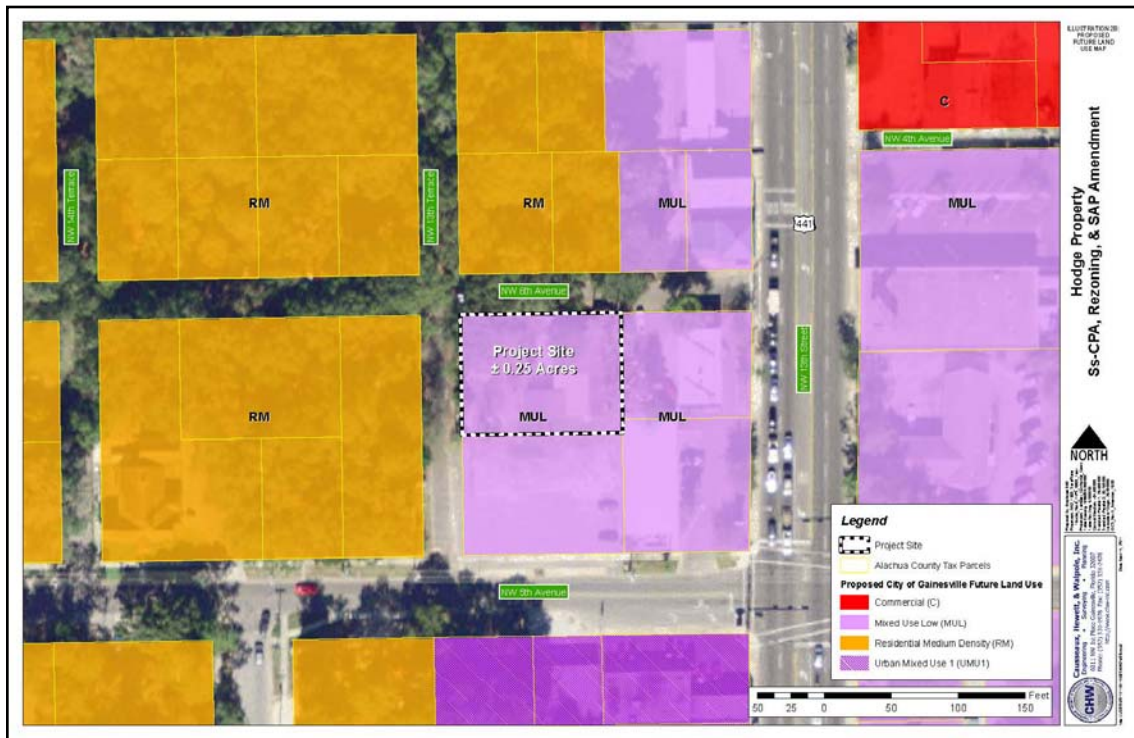 ILLUSTRATION 2B:
PROPOSED
FUTURE LAND
USE MAP
Hodge Property
Ss-CPA, Rezoning, & SAP Amendment
NORTH
Causseaux, Hewett, & Walpole, Inc.
Engineering • Surveying • Planning
CHW
C
NW 4th Avenue
NW 14th Terrace
RM
NW 13th Terrace
RM
MUL
441
MUL
NW 6th Avenue
Project Site
± 0.25 Acres
NW 13th Street
RM
MUL
MUL
NW 5th Avenue
Legend
Project Site
Alachua County Tax Parcels
Proposed City of Gainesville Future Land Use
Commercial (C)
Mixed Use Low (MUL)
Residential Medium Density (RM)
Urban Mixed Use 1 (UMU1)
50 25 0 50 100 150 Feet